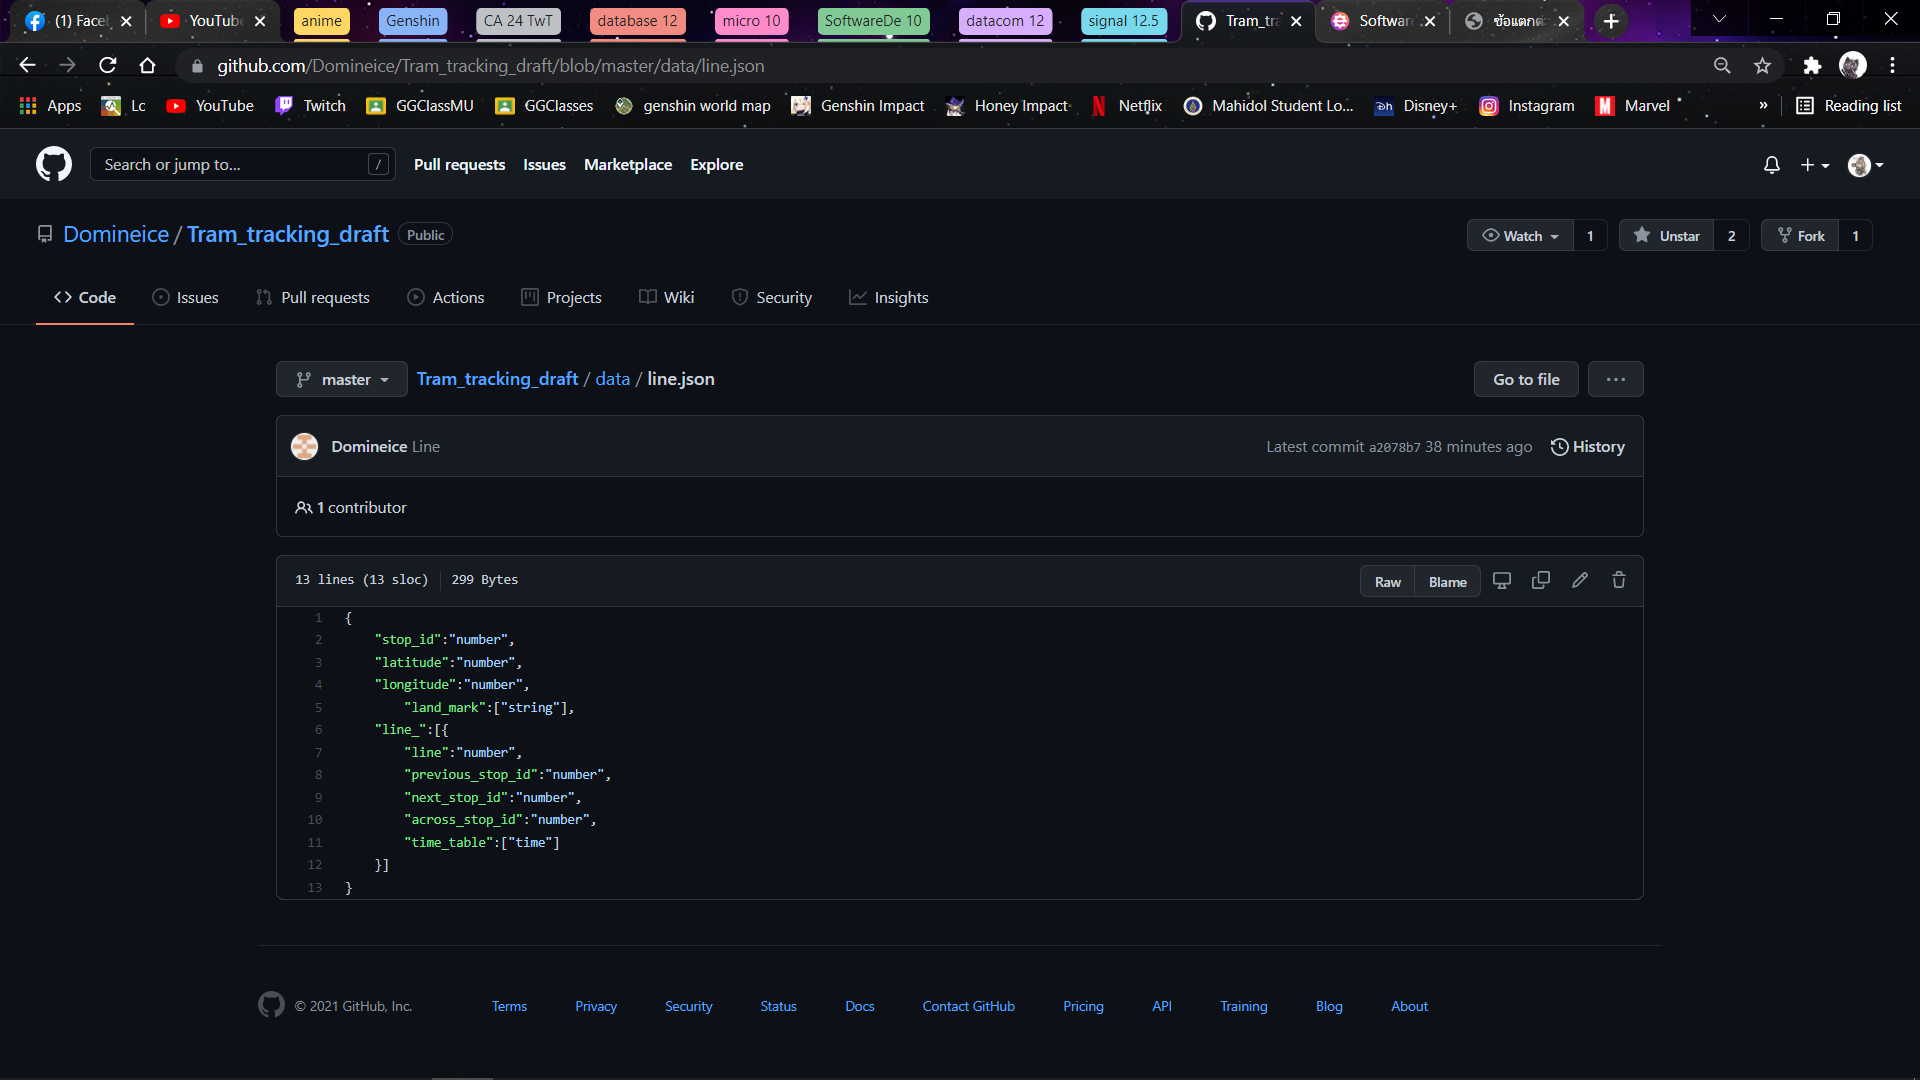 (1) Face
YouTube
anime
Genshin
CA 24 TwT
database 12
micro 10
SoftwareDe 10
datacom 12
signal 12.5
Tram_tra
Software
ข้อแตกต่า
github.com/Domineice/Tram_tracking_draft/blob/master/data/line.json
Apps
Lc
YouTube
Twitch
GGClassMU
GGClasses
genshin world map
Genshin Impact
Honey Impact
Netflix
Mahidol Student Lo...
Disney+
Instagram
Marvel
»
Reading list
Search or jump to...
/
Pull requests
Issues
Marketplace
Explore
Domineice / Tram_tracking_draft
Public
Watch
1
Unstar
2
Fork
1
Code
Issues
Pull requests
Actions
Projects
Wiki
Security
Insights
master
Tram_tracking_draft / data / line.json
Go to file
...
Domineice Line
Latest commit a2078b7 38 minutes ago
History
1 contributor
13 lines (13 sloc)
299 Bytes
Raw
Blame
1 {
2 "stop_id":"number",
3 "latitude":"number",
4 "longitude":"number",
5 "land_mark":["string"],
6 "line_":[{
7 "line":"number",
8 "previous_stop_id":"number",
9 "next_stop_id":"number",
10 "across_stop_id":"number",
11 "time_table":["time"]
12 }]
13 }
© 2021 GitHub, Inc.
Terms
Privacy
Security
Status
Docs
Contact GitHub
Pricing
API
Training
Blog
About